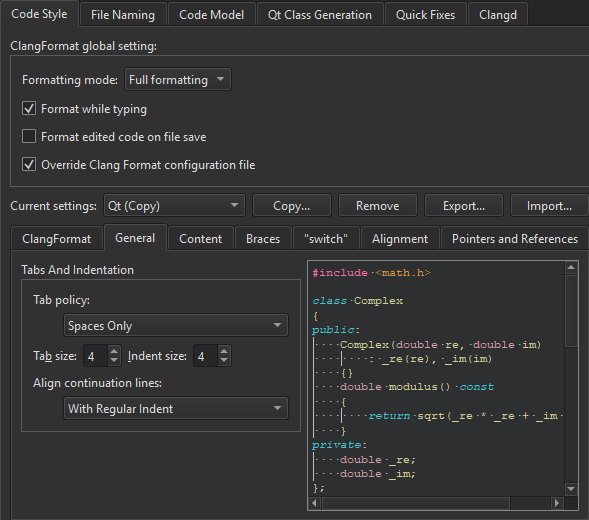 Code Style File Naming Code Model Qt Class Generation Quick Fixes Clangd
ClangFormat global setting:
Formatting mode: Full formatting
Format while typing
Format edited code on file save
Override Clang Format configuration file
Current settings: Qt (Copy) Copy... Remove Export... Import...
ClangFormat General Content Braces "switch" Alignment Pointers and References
Tabs And Indentation
Tab policy:
Spaces Only
Tab size: 4 Indent size: 4
Align continuation lines:
With Regular Indent
#include·<math.h>
class·Complex
{
public:
····Complex(double·re,·double·im)
········:·_re(re),·_im(im)
····{}
····double·modulus()·const
····{
········return·sqrt(_re·*·_re·+·_im
····}
private:
····double·_re;
····double·_im;
};